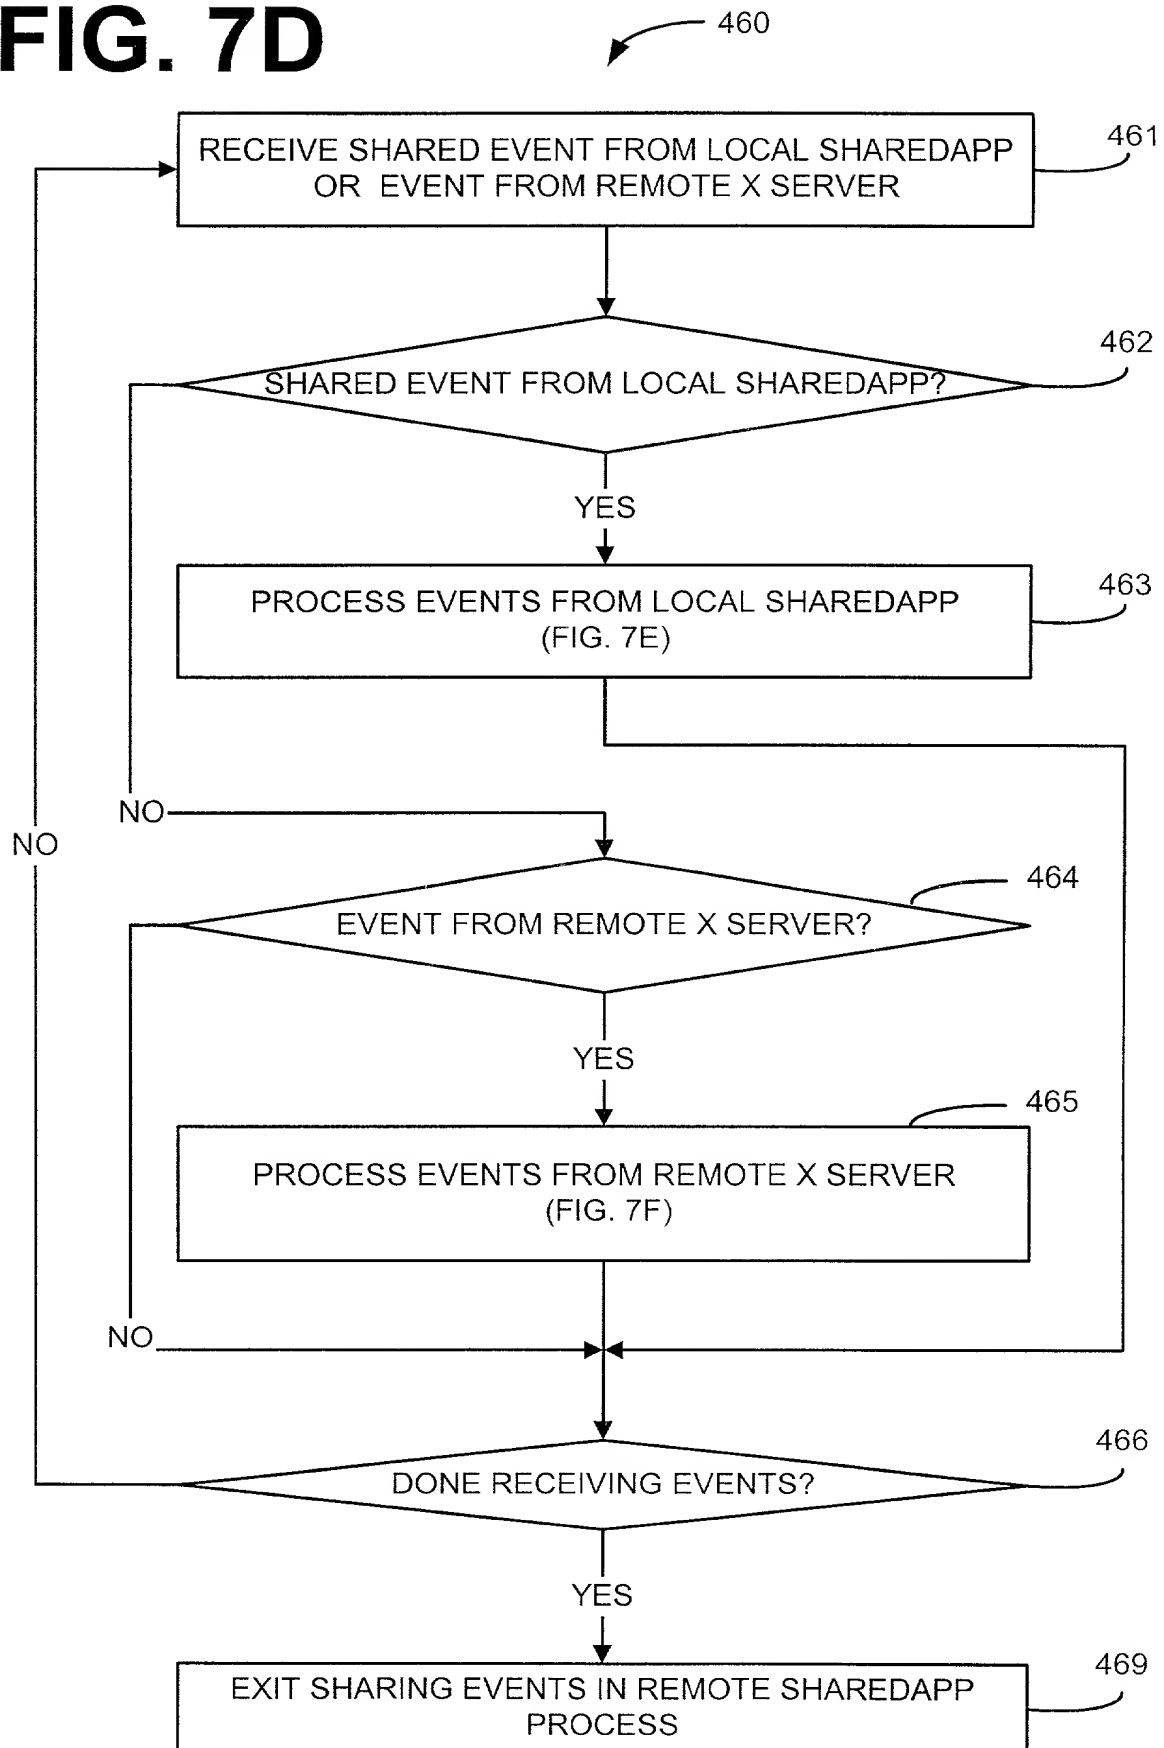 FIG. 7D
460
RECEIVE SHARED EVENT FROM LOCAL SHAREDAPP
OR EVENT FROM REMOTE X SERVER
461
SHARED EVENT FROM LOCAL SHAREDAPP?
462
YES
PROCESS EVENTS FROM LOCAL SHAREDAPP
(FIG. 7E)
463
NO
NO
EVENT FROM REMOTE X SERVER?
464
YES
PROCESS EVENTS FROM REMOTE X SERVER
(FIG. 7F)
465
NO
DONE RECEIVING EVENTS?
466
YES
EXIT SHARING EVENTS IN REMOTE SHAREDAPP
PROCESS
469